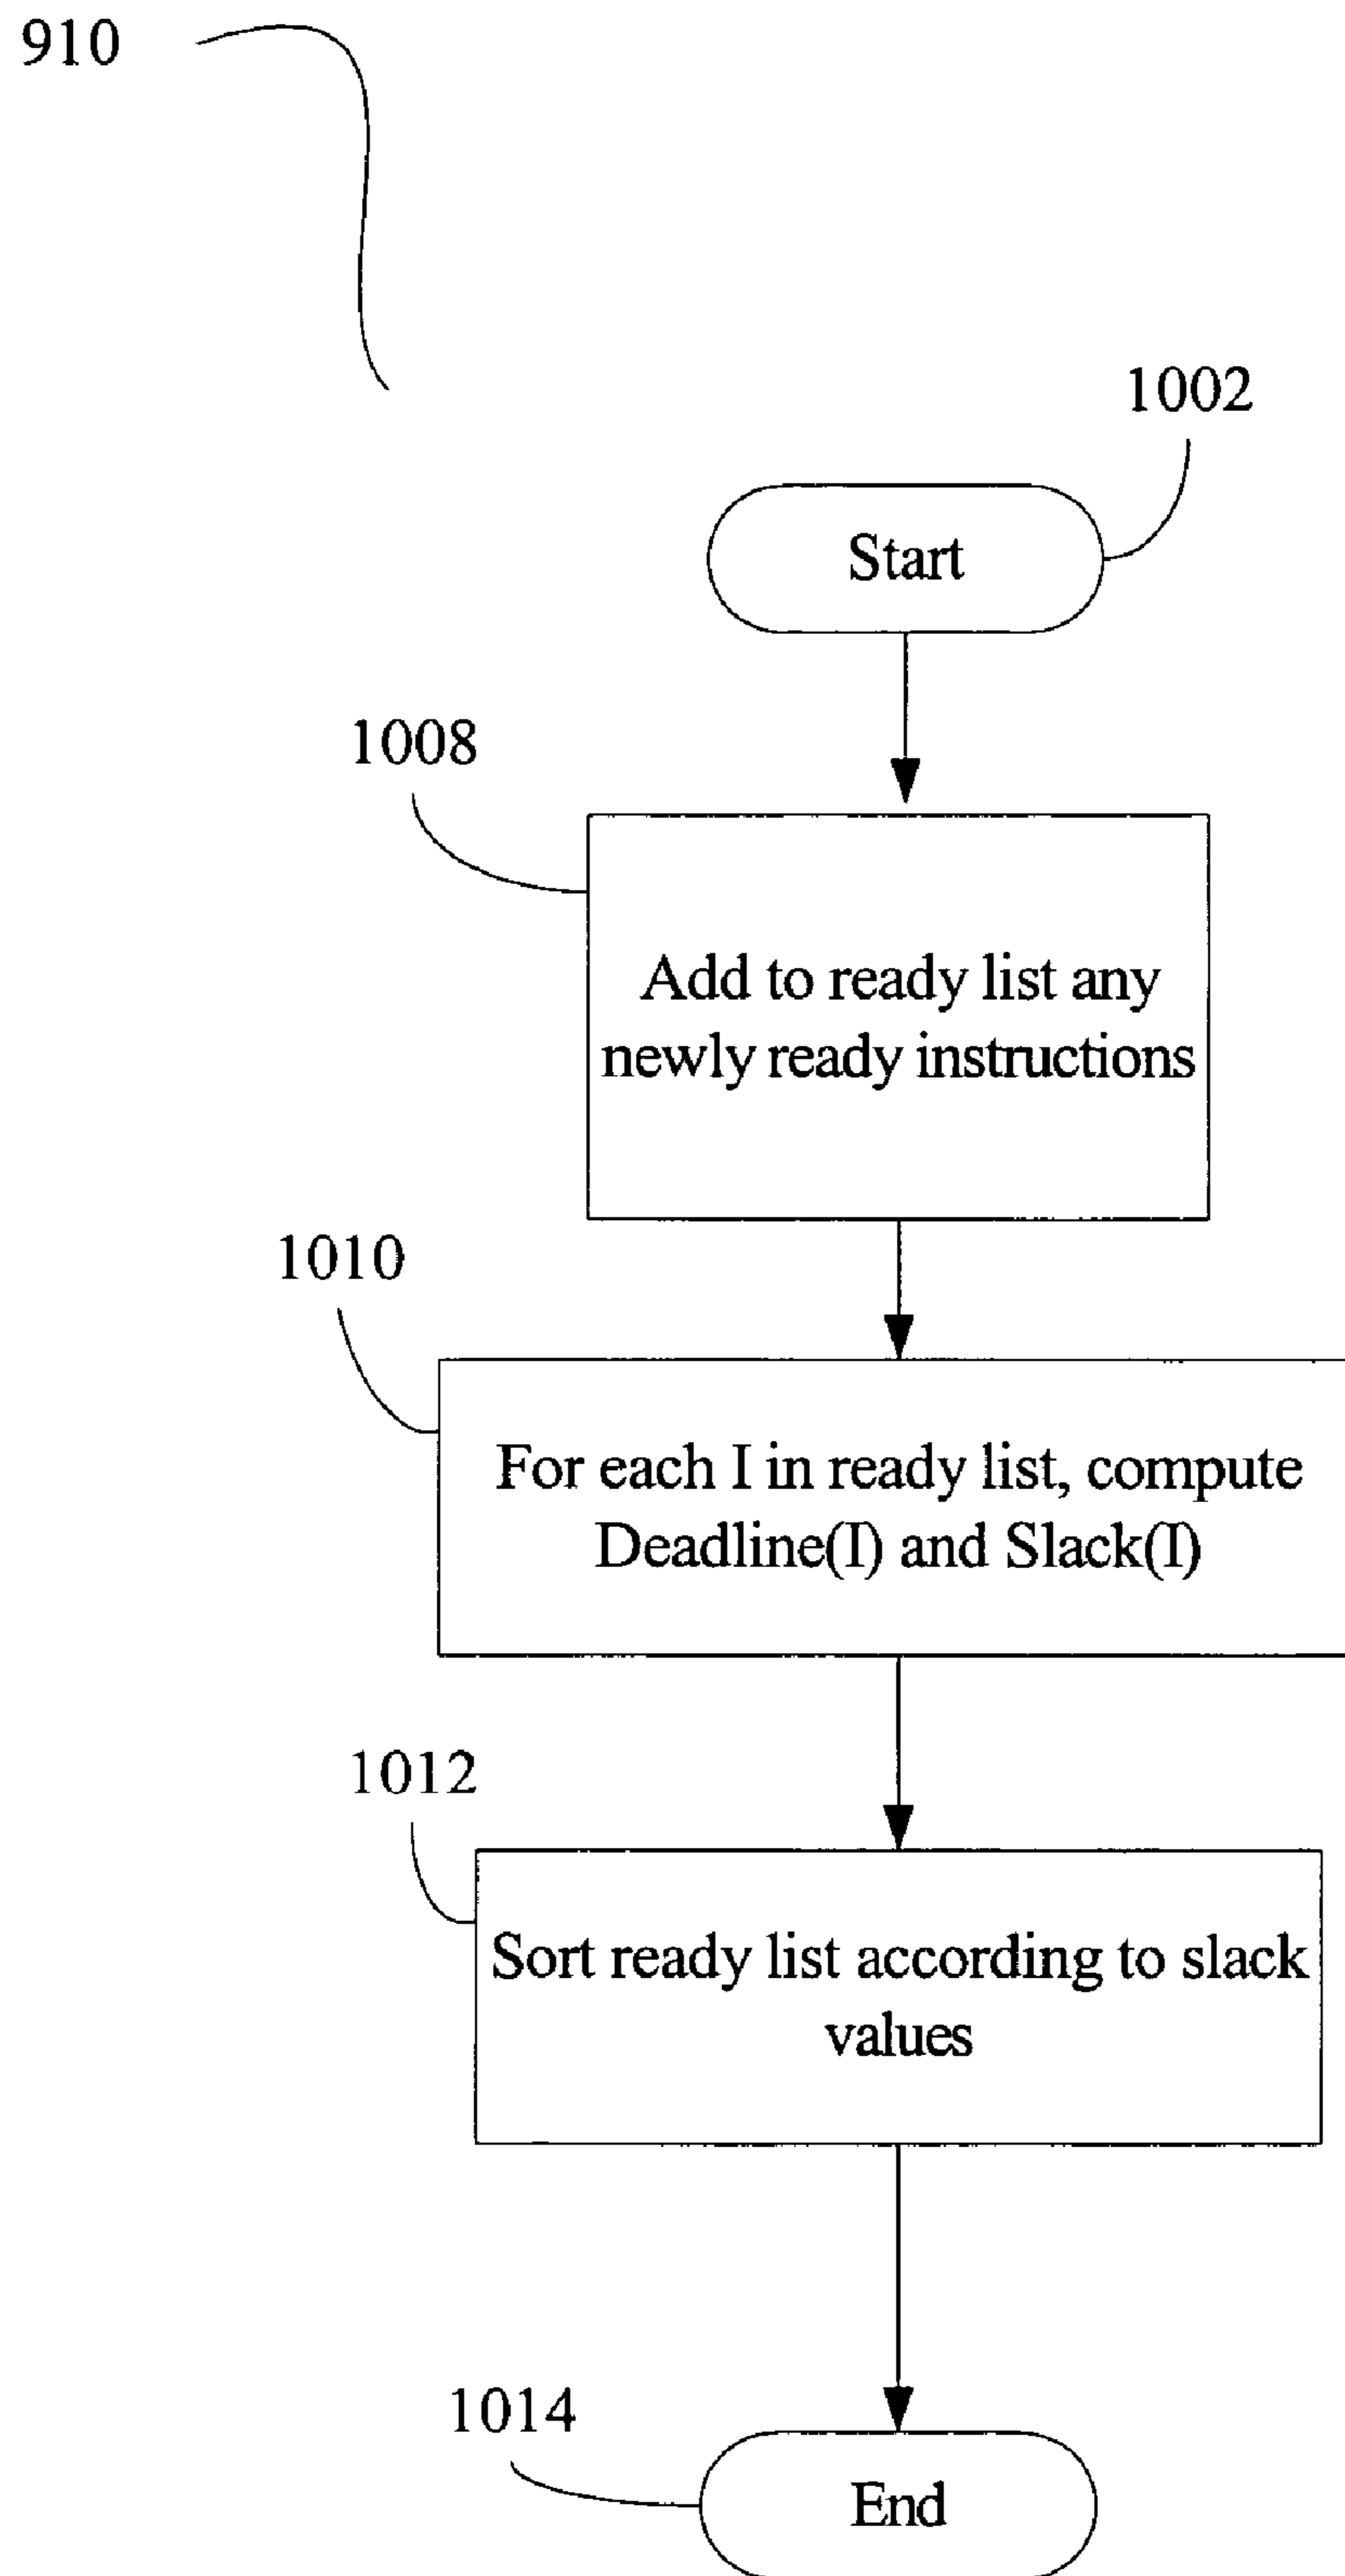 910
1002
Start
1008
Add to ready list any
newly ready instructions
1010
For each I in ready list, compute
Deadline(I) and Slack(I)
1012
Sort ready list according to slack
values
1014
End